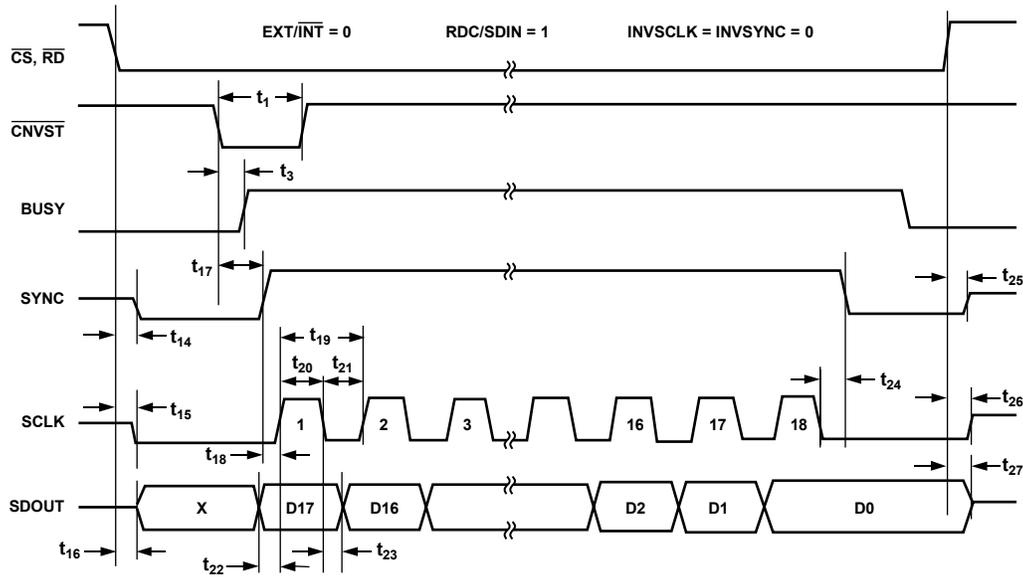 EXT/INT = 0 RDC/SDIN = 1 INVSCLK = INVSYNC = 0
CS, RD
t1
CNVST
t3
BUSY
t17
SYNC
t25
t14
t19
t20 t21
t24
t15
t26
SCLK
1 2 3 16 17 18
t18
t27
SDOUT
X D17 D16 D2 D1 D0
t16
t22
t23